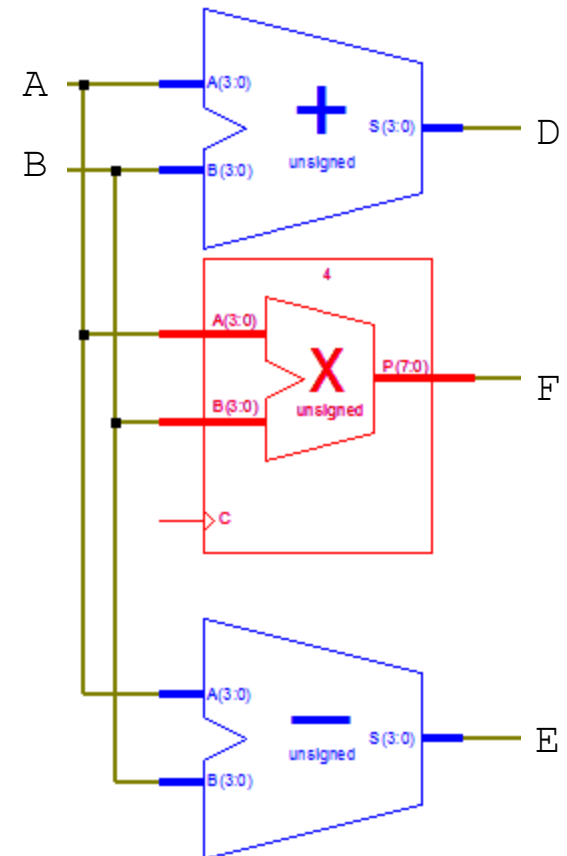 A
A(3:0)
+
S(3:0)
D
unsigned
B
B(3:0)
4
A(3:0)
X
P(7:0)
F
unsigned
B(3:0)
C
A(3:0)
−
S(3:0)
E
unsigned
B(3:0)